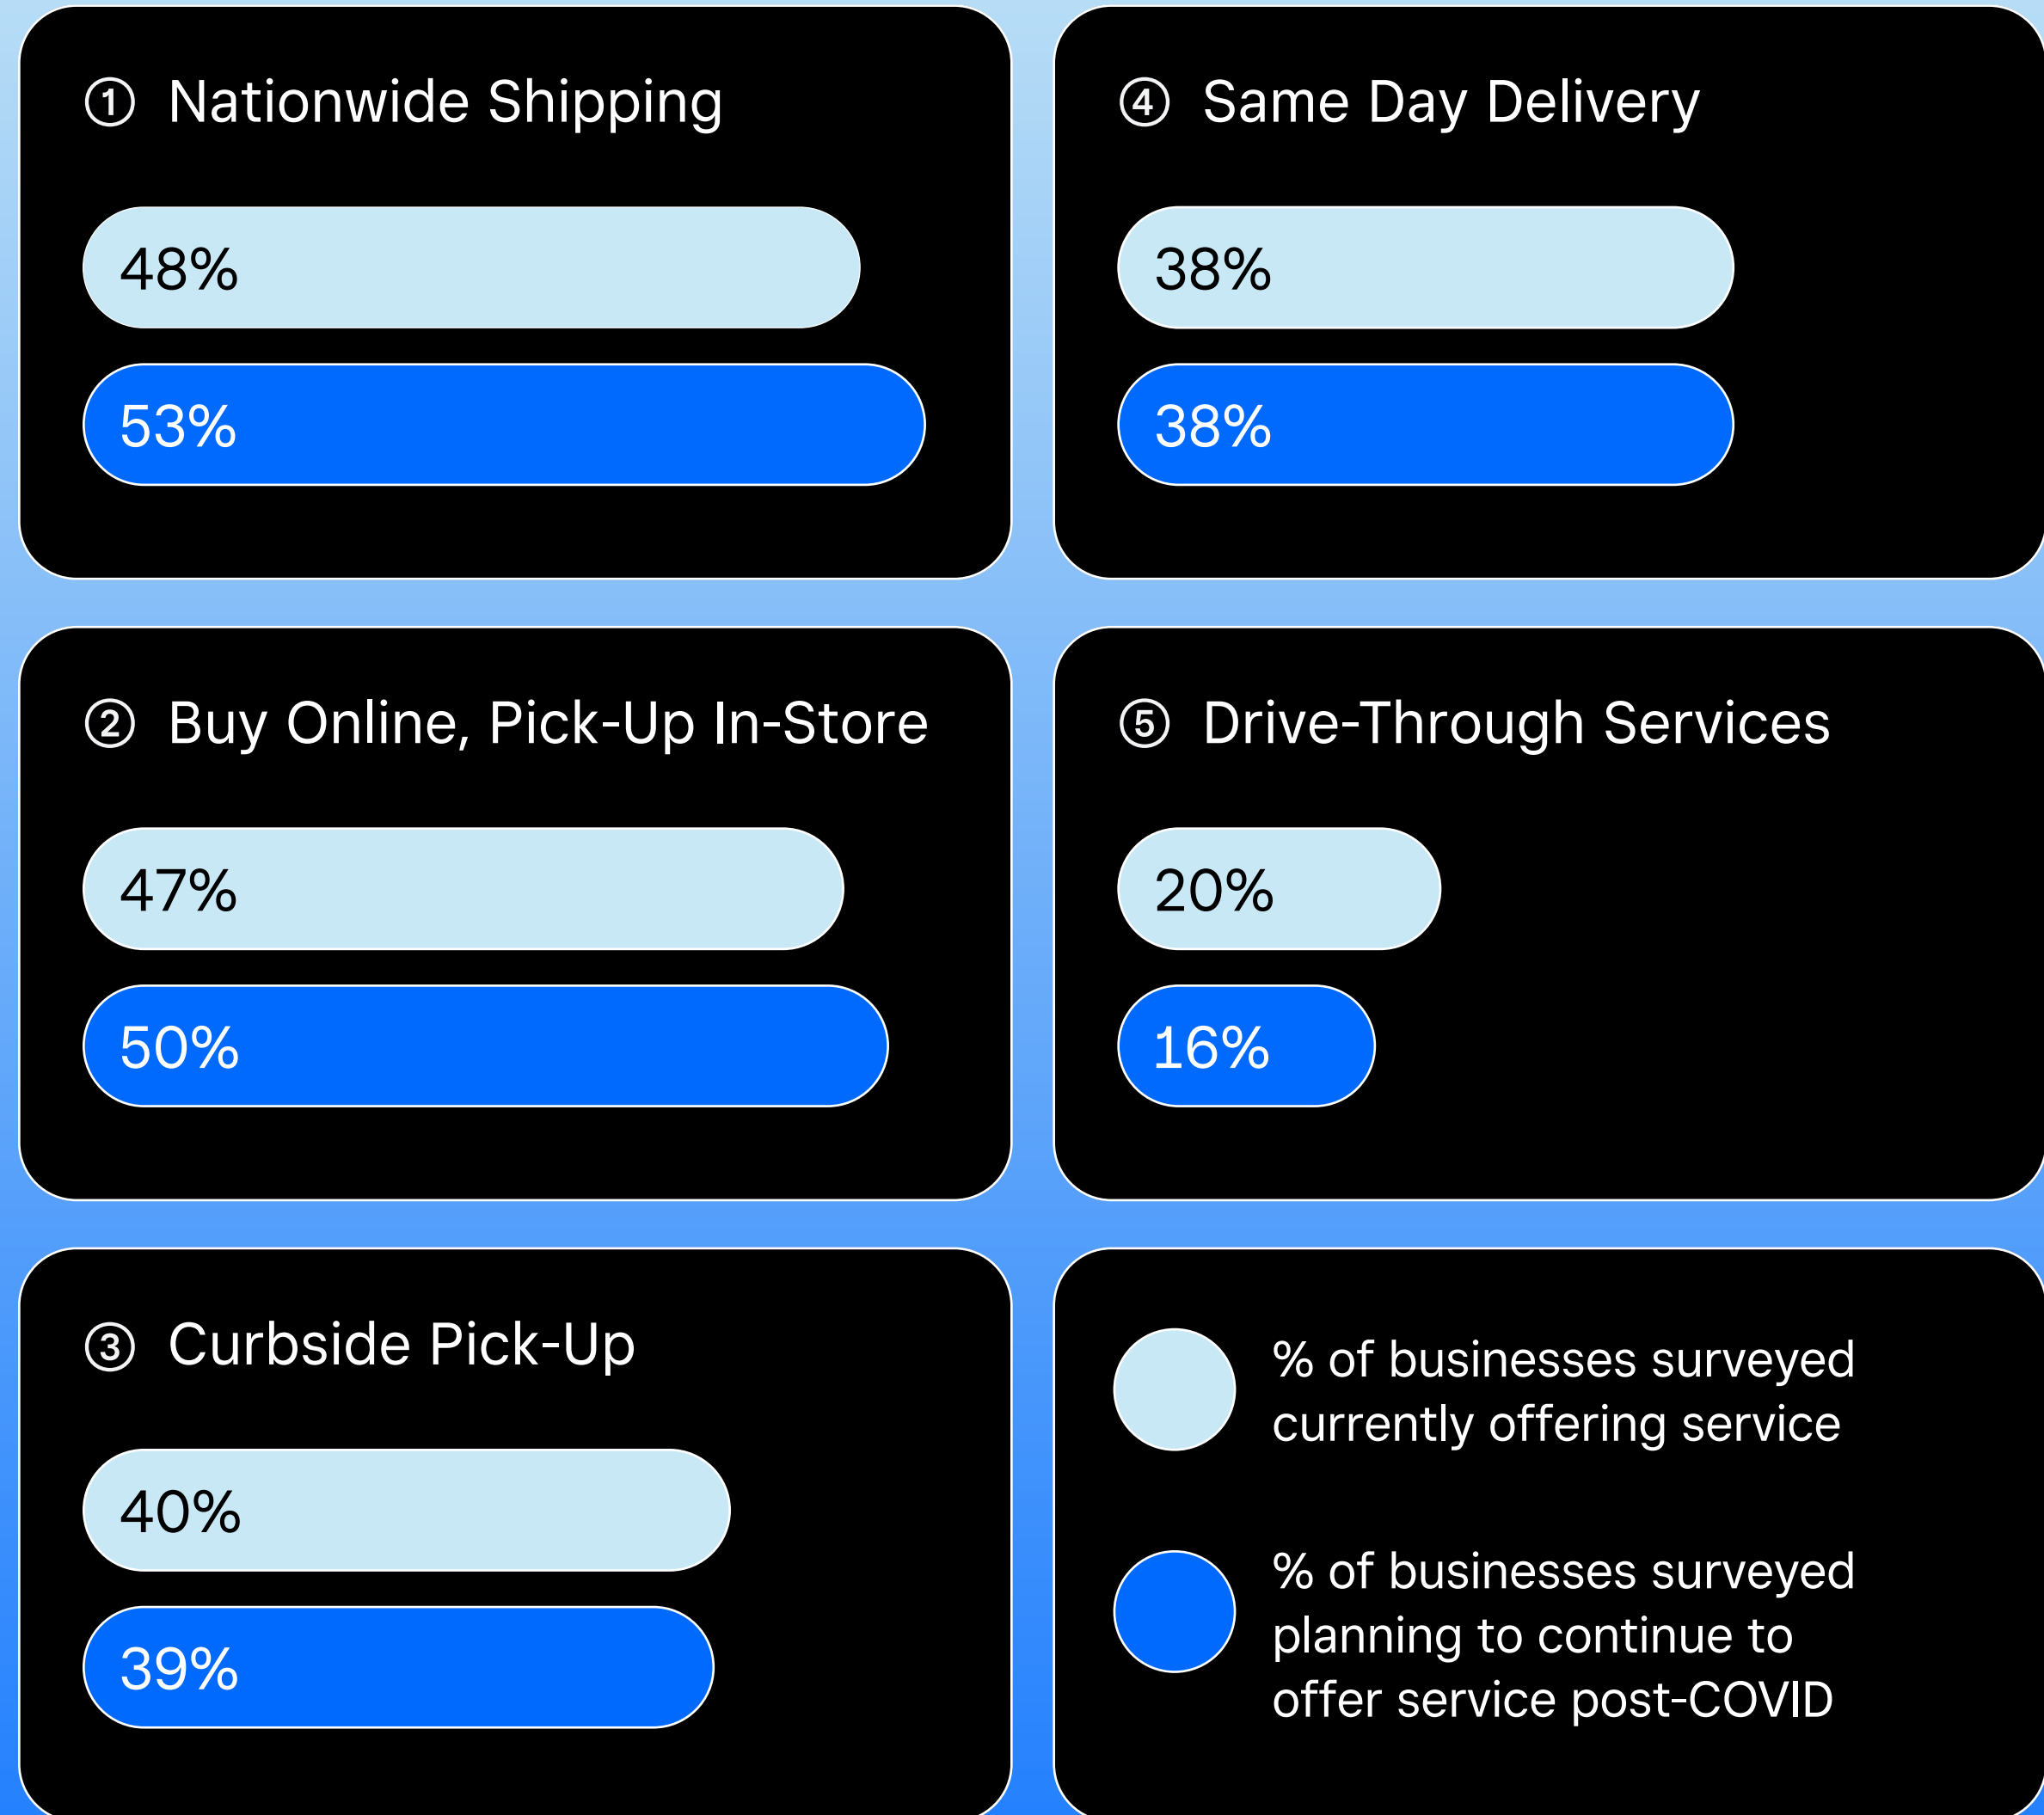 ① Nationwide Shipping
48%
53%
② Buy Online, Pick-Up In-Store
47%
50%
③ Curbside Pick-Up
40%
39%
④ Same Day Delivery
38%
38%
⑤ Drive-Through Services
20%
16%
% of businesses surveyed
currently offering service
% of businesses surveyed
planning to continue to
offer service post-COVID